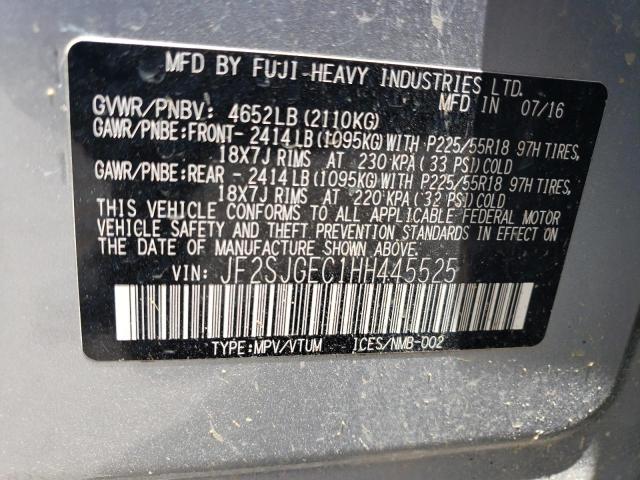 MFD BY FUJI-HEAVY INDUSTRIES LTD.
MFD IN 07/16
GVWR/PNBV: 4652LB(2110KG)
GAWR/PNBE:FRONT- 2414LB(1095KG)WITH P225/55R18 97H TIRES,
18X7J RIMS AT 230 KPA(33 PSI)COLD
GAWR/PNBE:REAR - 2414LB(1095KG)WITH P225/55R18 97H TIRES,
18X7J RIMS AT 220 KPA(32 PSI)COLD
THIS VEHICLE CONFORMS TO ALL APPLICABLE FEDERAL MOTOR
VEHICLE SAFETY AND THEFT PREVENTION STANDARDS IN EFFECT
ON THE DATE OF MANUFACTURE SHOWN ABOVE.
VIN: JF2SJGEC1HH445525
TYPE:MPV/VTUM ICES/NMB-002